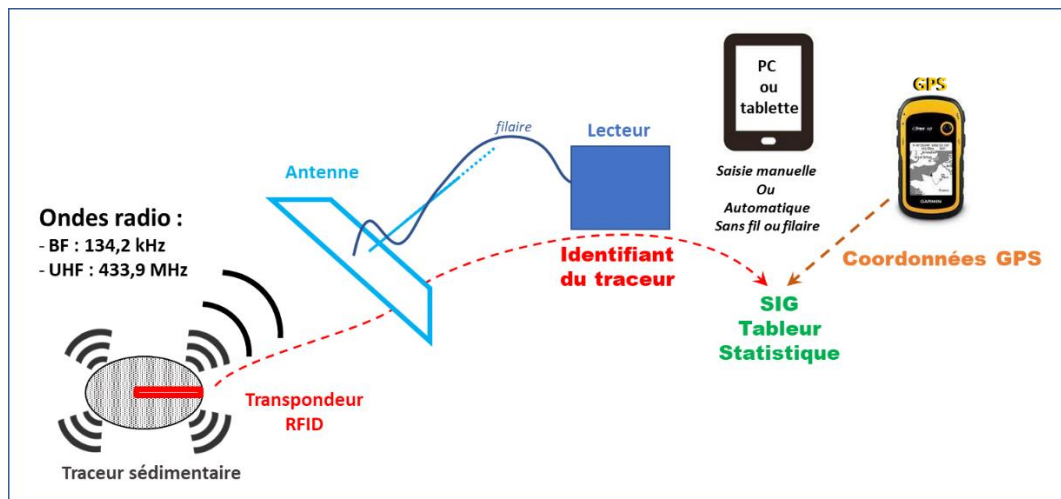 Ondes radio :
- BF : 134,2 kHz
- UHF : 433,9 MHz
Traceur sédimentaire
Transpondeur
RFID
Antenne
filaire
Lecteur
Identifiant
du traceur
PC
ou
tablette
Saisie manuelle
Ou
Automatique
Sans fil ou filaire
GPS
GARMIN
Coordonnées GPS
SIG
Tableur
Statistique